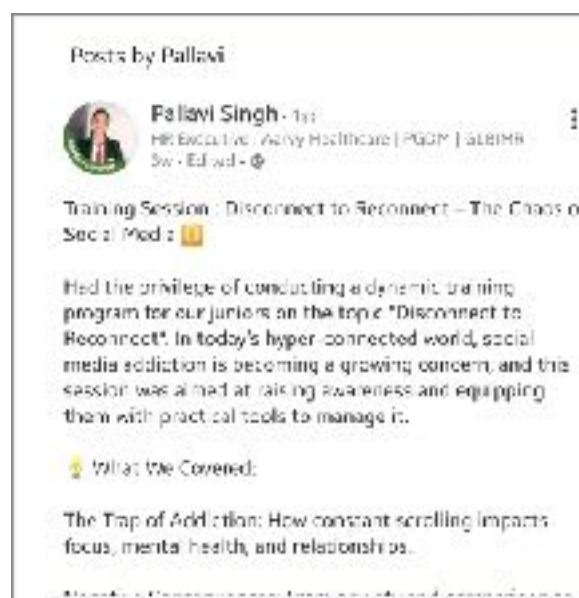 Posts by Pallavi
Pallavi Singh · 1st
HR Executive, Aarvy Healthcare | PGDM | GLBIMR
5w · Edited ·
Training Session : Disconnect to Reconnect – The Chaos o
Social Media
Had the privilege of conducting a dynamic training
program for our juniors on the topic "Disconnect to
Reconnect". In today's hyper-connected world, social
media addiction is becoming a growing concern, and this
session was aimed at raising awareness and equipping
them with practical tools to manage it.
What We Covered:
The Trap of Addiction: How constant scrolling impacts
focus, mental health, and relationships.